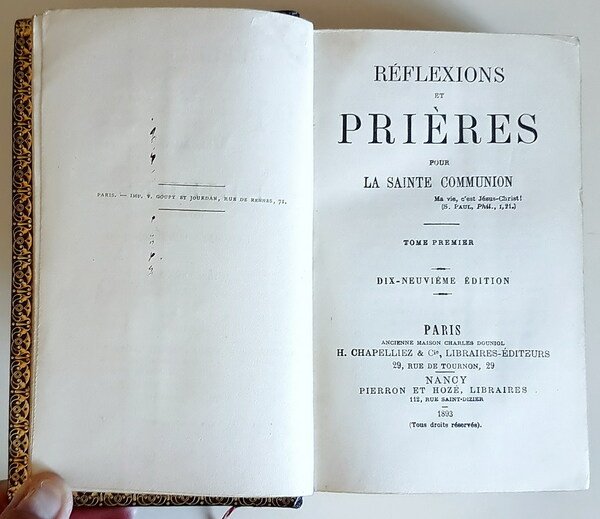 PARIS. — IMP. V. GOUPY ET JOURDAN, RUE DE RENNES, 71.
RÉFLEXIONS
ET
PRIÈRES
POUR
LA SAINTE COMMUNION
Ma vie, c'est Jésus-Christ!
(S. PAUL, Phil., I, 21.)
TOME PREMIER
DIX-NEUVIÈME ÉDITION
PARIS
ANCIENNE MAISON CHARLES DOUNIOL
H. CHAPELLIEZ & Cie, LIBRAIRES-ÉDITEURS
29, RUE DE TOURNON, 29
NANCY
PIERRON ET HOZÉ, LIBRAIRES
112, RUE SAINT-DIZIER
1893
(Tous droits réservés).